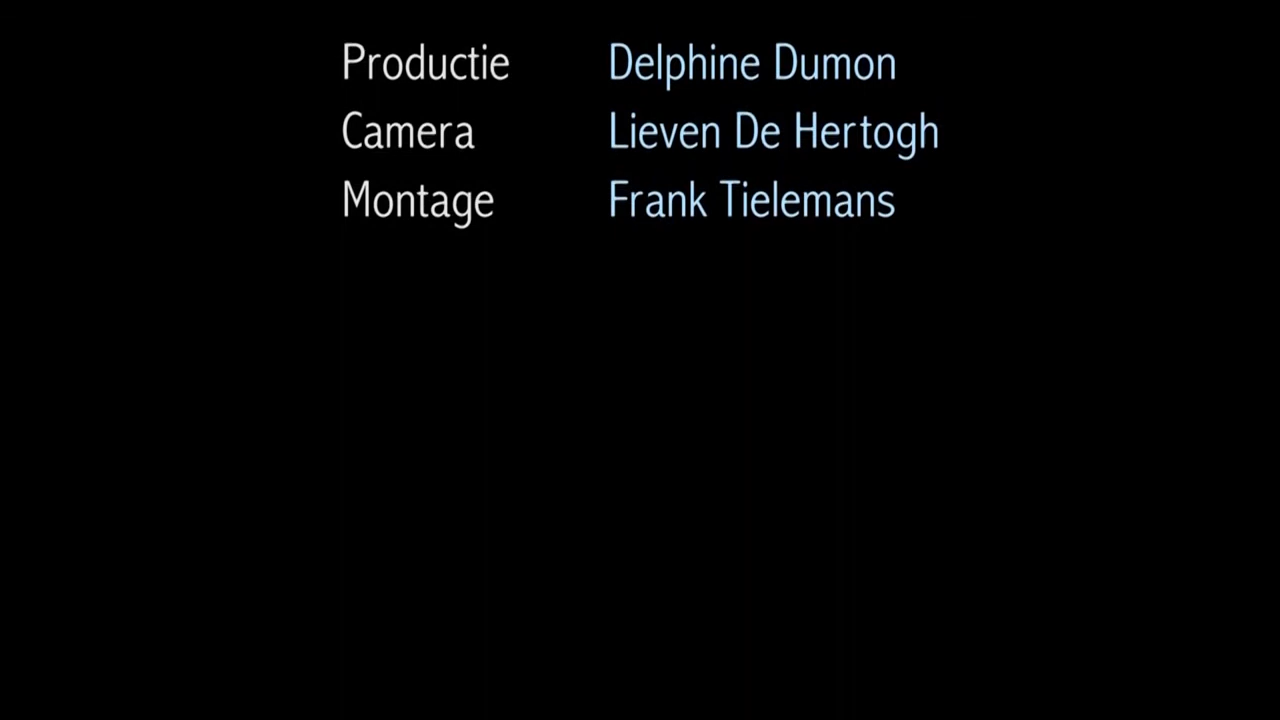 Productie Delphine Dumon
Camera Lieven De Hertogh
Montage Frank Tielemans